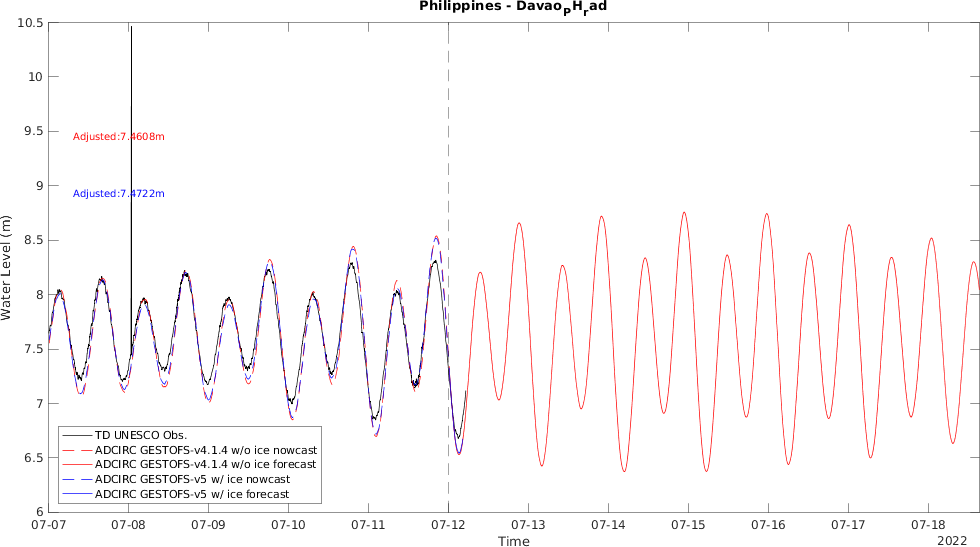 Philippines - DavaopHrad
10.5
10
9.5
9
8.5
8
7.5
7
6.5
6
Water Level (m)
Adjusted:7.4608m
Adjusted:7.4722m
TD UNESCO Obs.
ADCIRC GESTOFS-v4.1.4 w/o ice nowcast
ADCIRC GESTOFS-v4.1.4 w/o ice forecast
ADCIRC GESTOFS-v5 w/ ice nowcast
ADCIRC GESTOFS-v5 w/ ice forecast
07-07 07-08 07-09 07-10 07-11 07-12 07-13 07-14 07-15 07-16 07-17 07-18
Time
2022